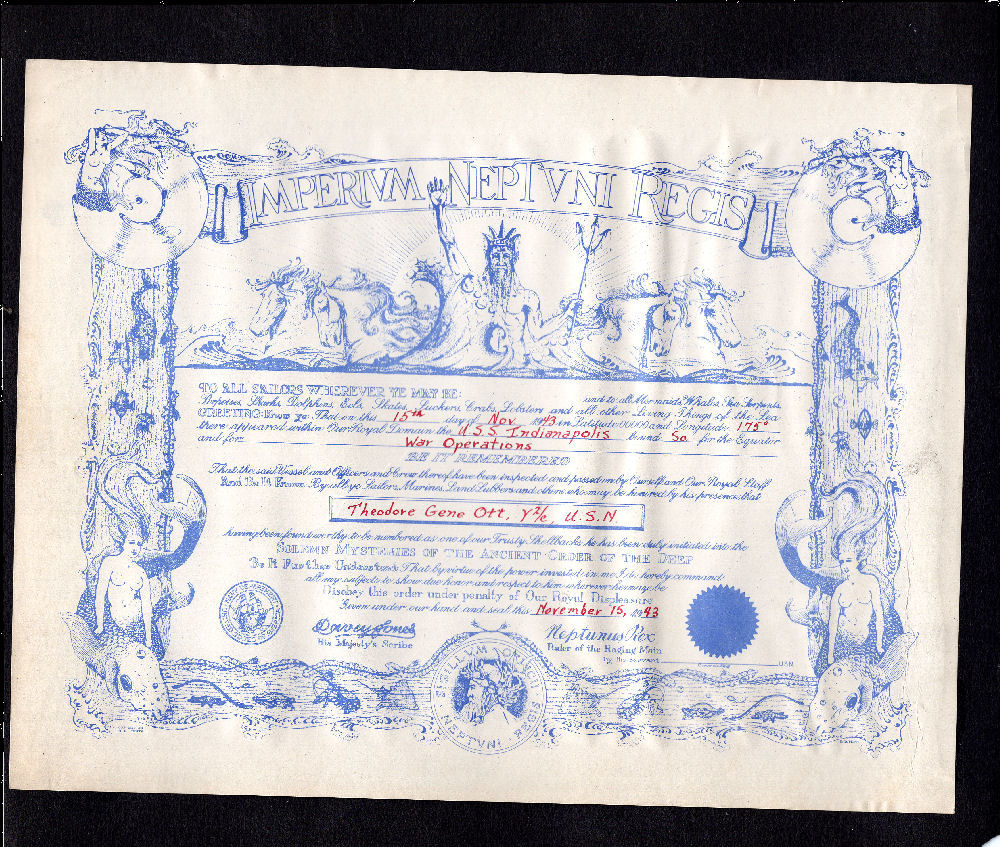 IMPERIVM NEPTVNI REGIS
TO ALL SAILORS WHEREVER YE MAY BE:
and to all Mermaids, Whales, Sea Serpents,
Porpoises, Sharks, Dolphins, Eels, Skates, Suckers, Crabs, Lobsters and all other Living Things of the Sea
GREETING: Know ye: That on this 15th day of Nov 1943 in Latitude 00000 and Longitude 175°
there appeared within Our Royal Domain the U.S.S. Indianapolis bound So. for the Equator
and for War Operations
BE IT REMEMBERED
That the said Vessel and Officers and Crew thereof have been inspected and passed on by Ourself and Our Royal Staff
And Be It Known: By all ye Sailors, Marines, Land Lubbers and others who may be honored by his presence that
Theodore Gene Ott, Y2/c, U.S.N.
having been found worthy to be numbered as one of our Trusty Shellbacks he has been duly initiated into the
SOLEMN MYSTERIES OF THE ANCIENT ORDER OF THE DEEP
Be It Further Understood: That by virtue of the power invested in me I do hereby command
all my subjects to show due honor and respect to him wherever he may be
Disobey this order under penalty of Our Royal Displeasure
Given under our hand and seal this November 15, 1943
Davey Jones
His Majesty's Scribe
Neptunus Rex
Ruler of the Raging Main
By His Servant
USN
SIGILLVM
NEPTVNI REGIS